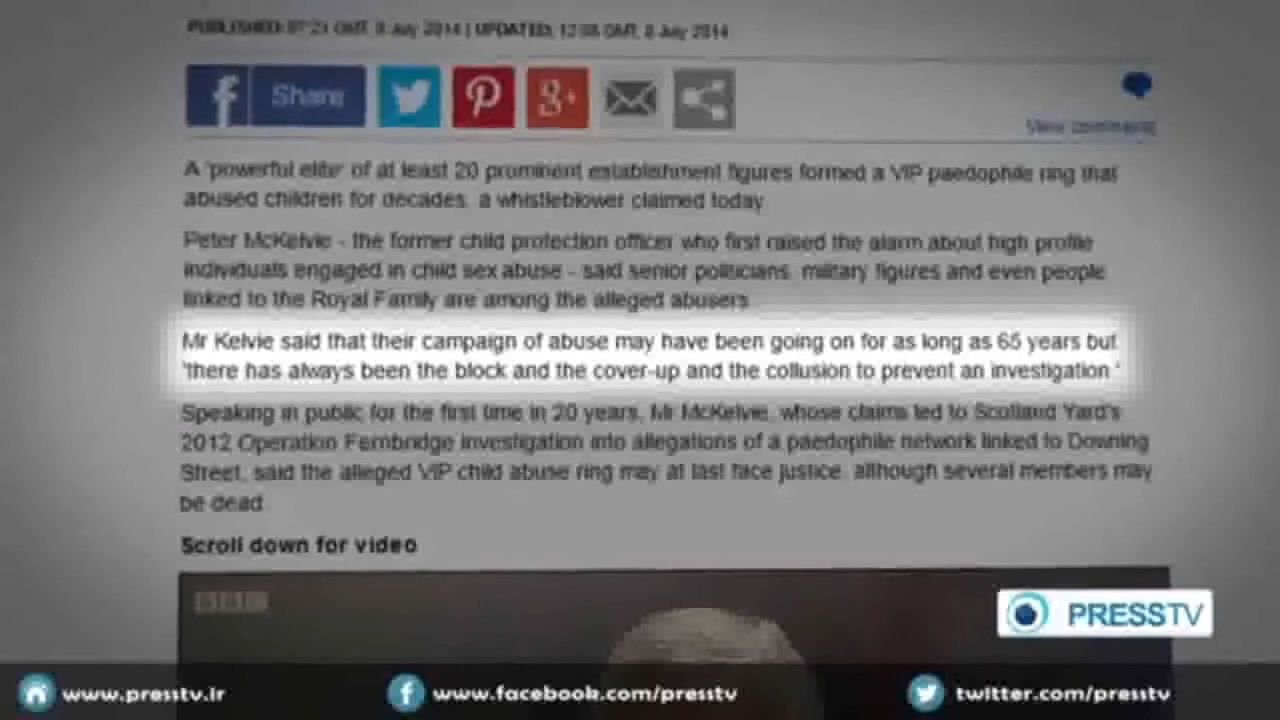 PUBLISHED: 07:21 GMT, 8 July 2014 | UPDATED: 12:08 GMT, 8 July 2014
f Share
g+
View comments
A 'powerful elite' of at least 20 prominent establishment figures formed a VIP paedophile ring that
abused children for decades, a whistleblower claimed today.
Peter McKelvie - the former child protection officer who first raised the alarm about high profile
individuals engaged in child sex abuse - said senior politicians, military figures and even people
linked to the Royal Family are among the alleged abusers.
Mr Kelvie said that their campaign of abuse may have been going on for as long as 65 years but
'there has always been the block and the cover-up and the collusion to prevent an investigation.'
Speaking in public for the first time in 20 years, Mr McKelvie, whose claims led to Scotland Yard's
2012 Operation Fernbridge investigation into allegations of a paedophile network linked to Downing
Street, said the alleged VIP child abuse ring may at last face justice, although several members may
be dead.
Scroll down for video
BBC
PRESSTV
www.presstv.ir
www.facebook.com/presstv
twitter.com/presstv